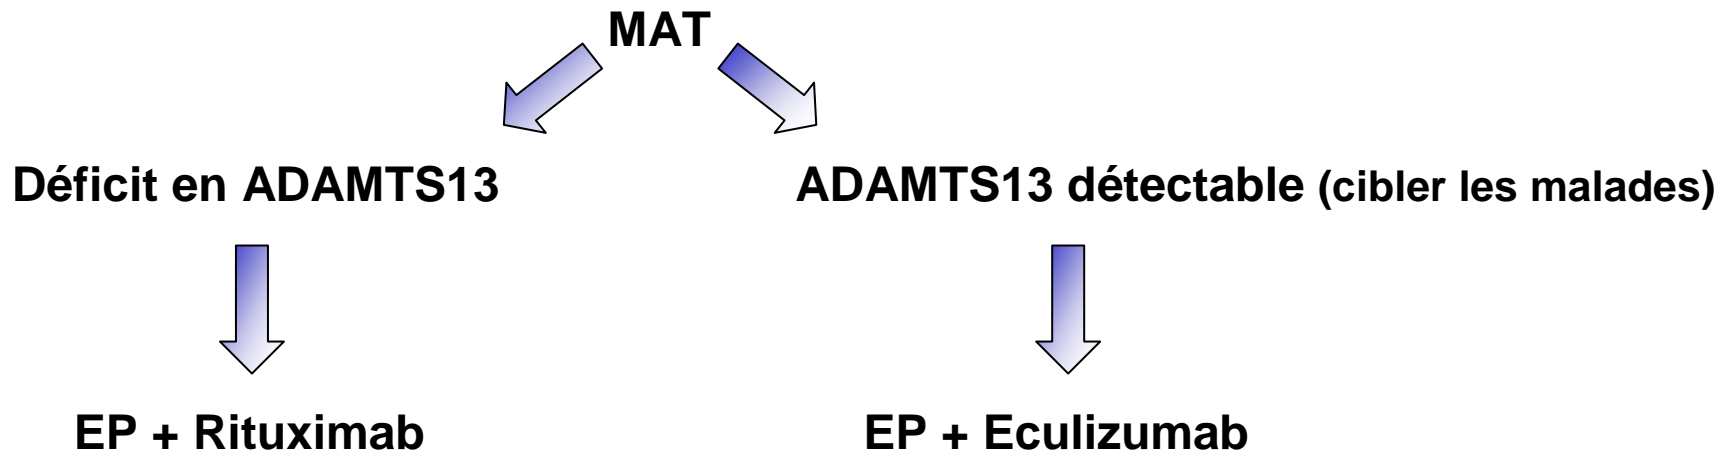 MAT
Déficit en ADAMTS13
ADAMTS13 détectable (cibler les malades)
EP + Rituximab
EP + Eculizumab